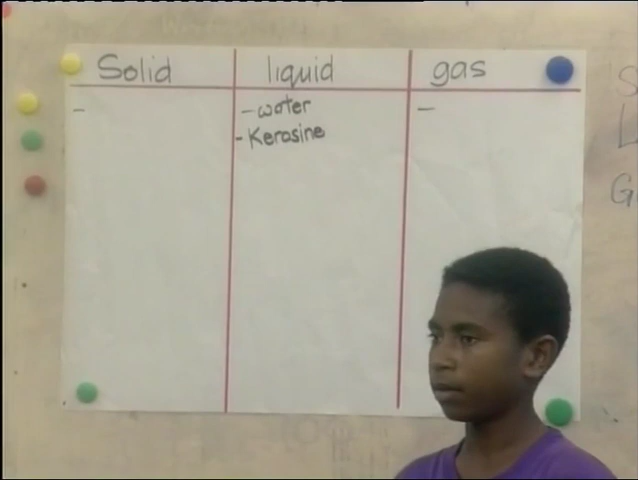 Solid liquid gas
- - water -
- Kerosine
S
L
G